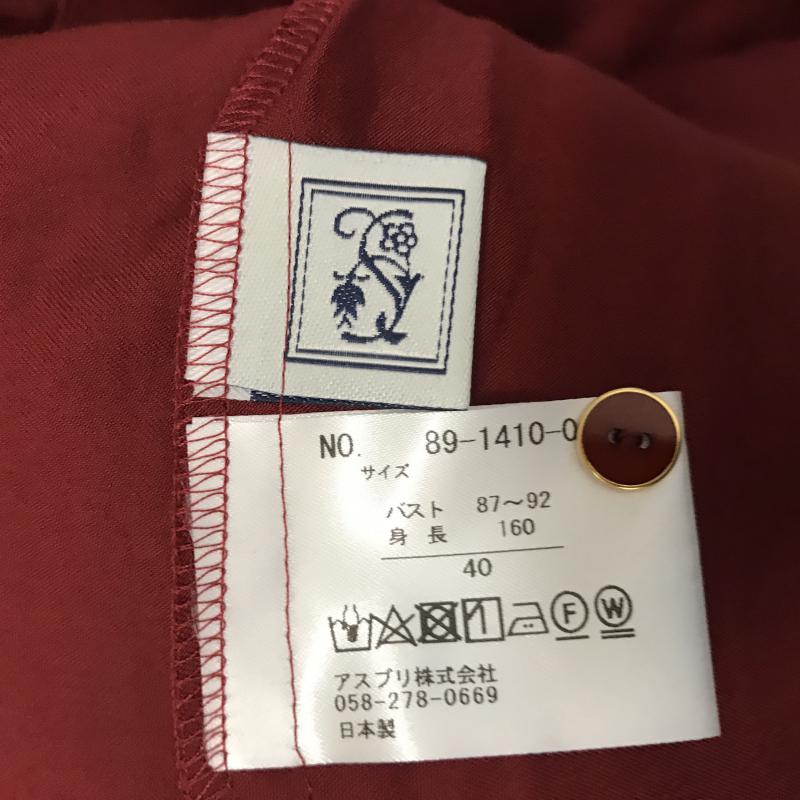 NO. 89-1410-0
サイズ
バスト 87～92
身長 160
40
F W
アスプリ株式会社
058-278-0669
日本製